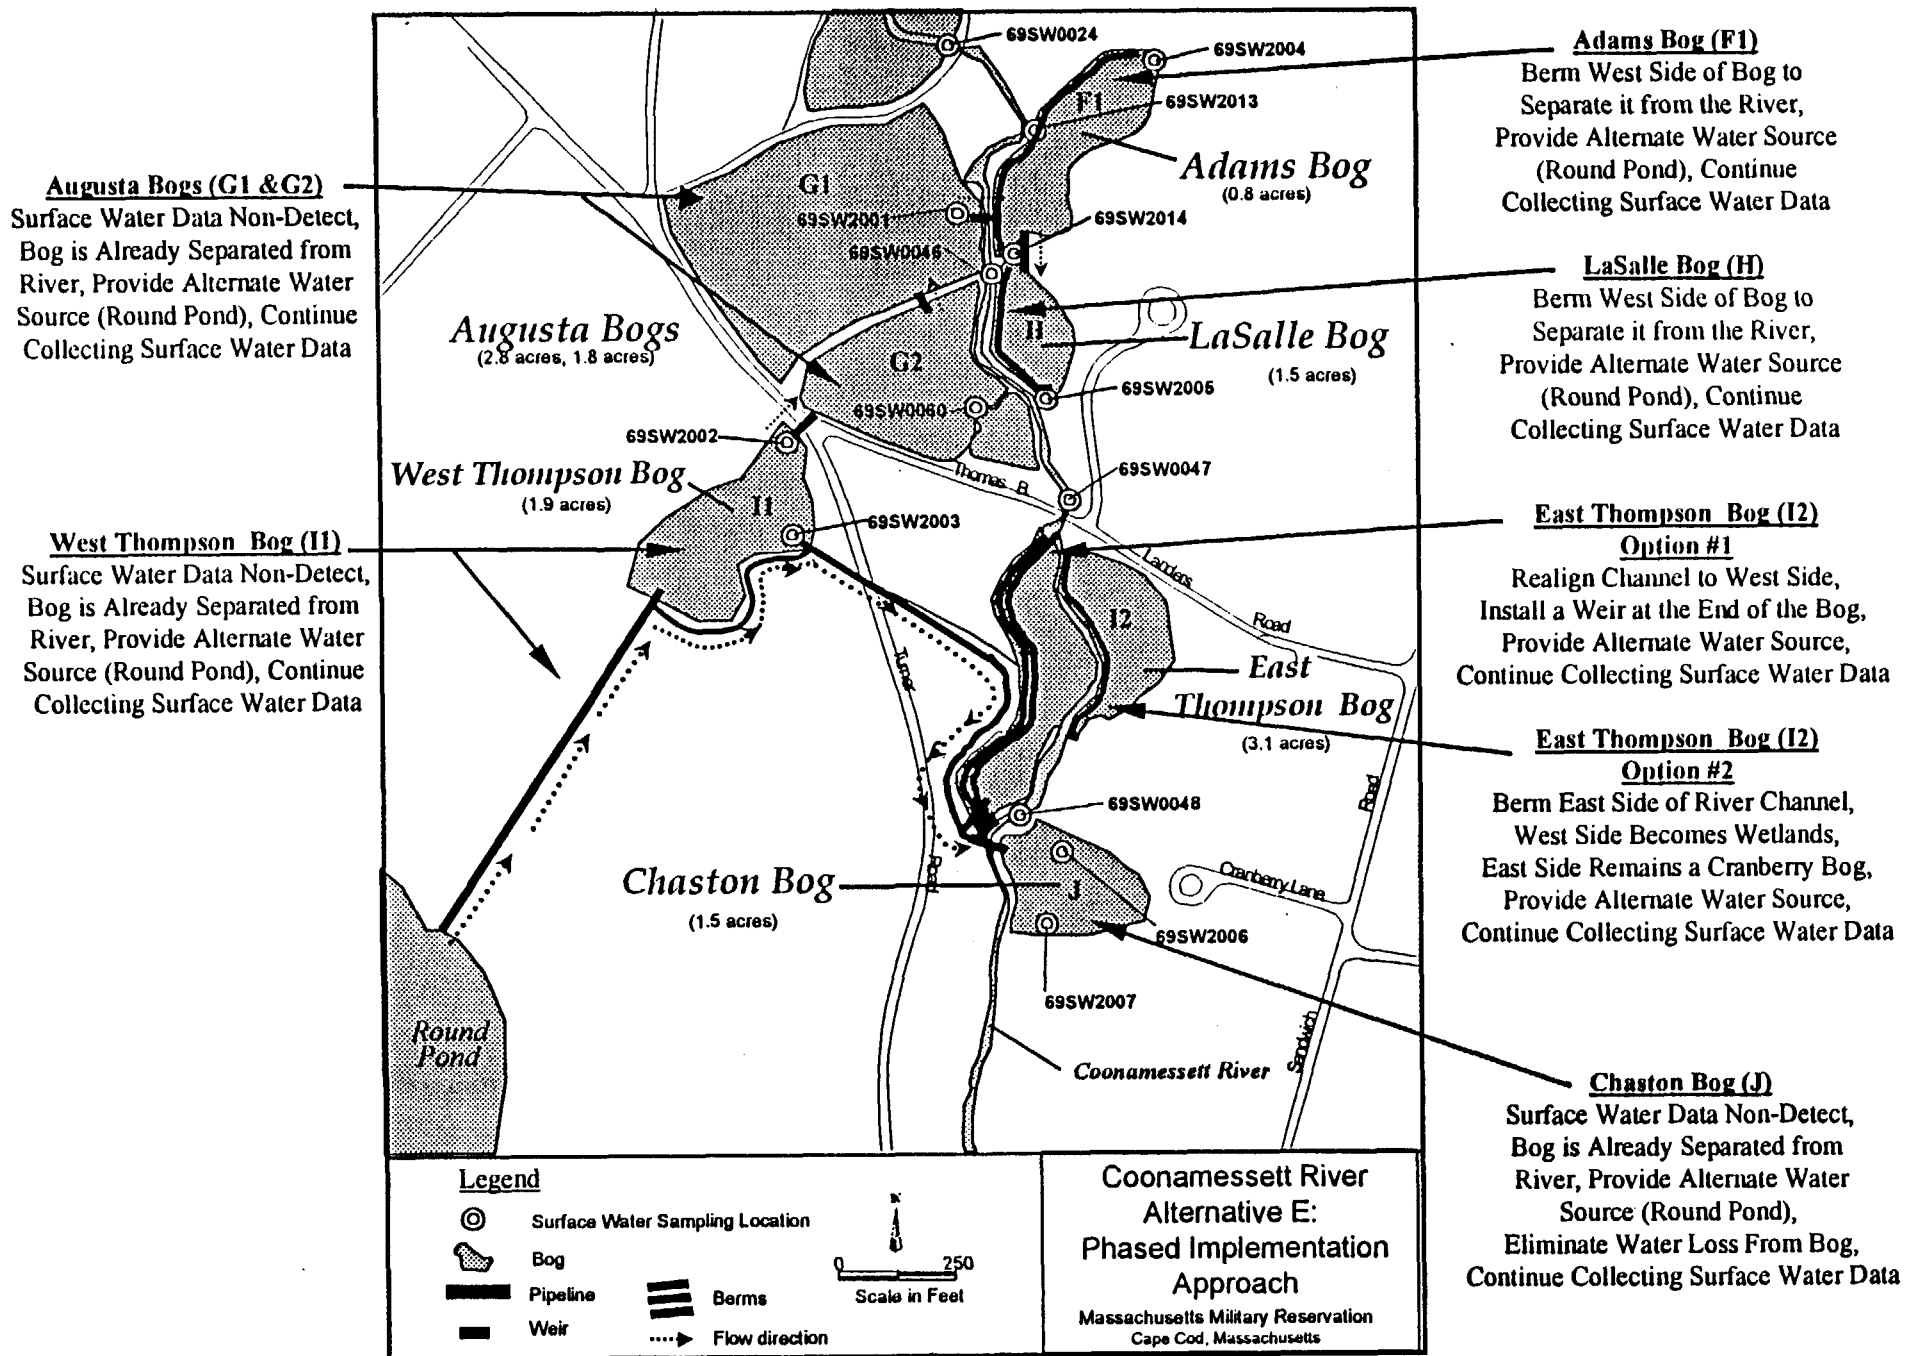 Augusta Bogs (G1 &G2)
Surface Water Data Non-Detect,
Bog is Already Separated from
River, Provide Alternate Water
Source (Round Pond), Continue
Collecting Surface Water Data
West Thompson Bog (I1)
Surface Water Data Non-Detect,
Bog is Already Separated from
River, Provide Alternate Water
Source (Round Pond), Continue
Collecting Surface Water Data
69SW0024
69SW2004
F1
69SW2013
Adams Bog
(0.8 acres)
G1
69SW2001
69SW2014
69SW0046
Augusta Bogs
(2.8 acres, 1.8 acres)
H
LaSalle Bog
(1.5 acres)
G2
69SW2005
69SW0060
69SW2002
West Thompson Bog
(1.9 acres)
I1
69SW2003
Thomas B.
Landers
Road
69SW0047
I2
East
Thompson Bog
(3.1 acres)
Turner
Road
69SW0048
Chaston Bog
(1.5 acres)
J
69SW2006
69SW2007
Cranberry Lane
Road
Sandwich
Round
Pond
Coonamessett River
Adams Bog (F1)
Berm West Side of Bog to
Separate it from the River,
Provide Alternate Water Source
(Round Pond), Continue
Collecting Surface Water Data
LaSalle Bog (H)
Berm West Side of Bog to
Separate it from the River,
Provide Alternate Water Source
(Round Pond), Continue
Collecting Surface Water Data
East Thompson Bog (I2)
Option #1
Realign Channel to West Side,
Install a Weir at the End of the Bog,
Provide Alternate Water Source,
Continue Collecting Surface Water Data
East Thompson Bog (I2)
Option #2
Berm East Side of River Channel,
West Side Becomes Wetlands,
East Side Remains a Cranberry Bog,
Provide Alternate Water Source,
Continue Collecting Surface Water Data
Chaston Bog (J)
Surface Water Data Non-Detect,
Bog is Already Separated from
River, Provide Alternate Water
Source (Round Pond),
Eliminate Water Loss From Bog,
Continue Collecting Surface Water Data
Legend
Surface Water Sampling Location
Bog
Pipeline
Weir
Berms
Flow direction
N
0 250
Scale in Feet
Coonamessett River
Alternative E:
Phased Implementation
Approach
Massachusetts Military Reservation
Cape Cod, Massachusetts